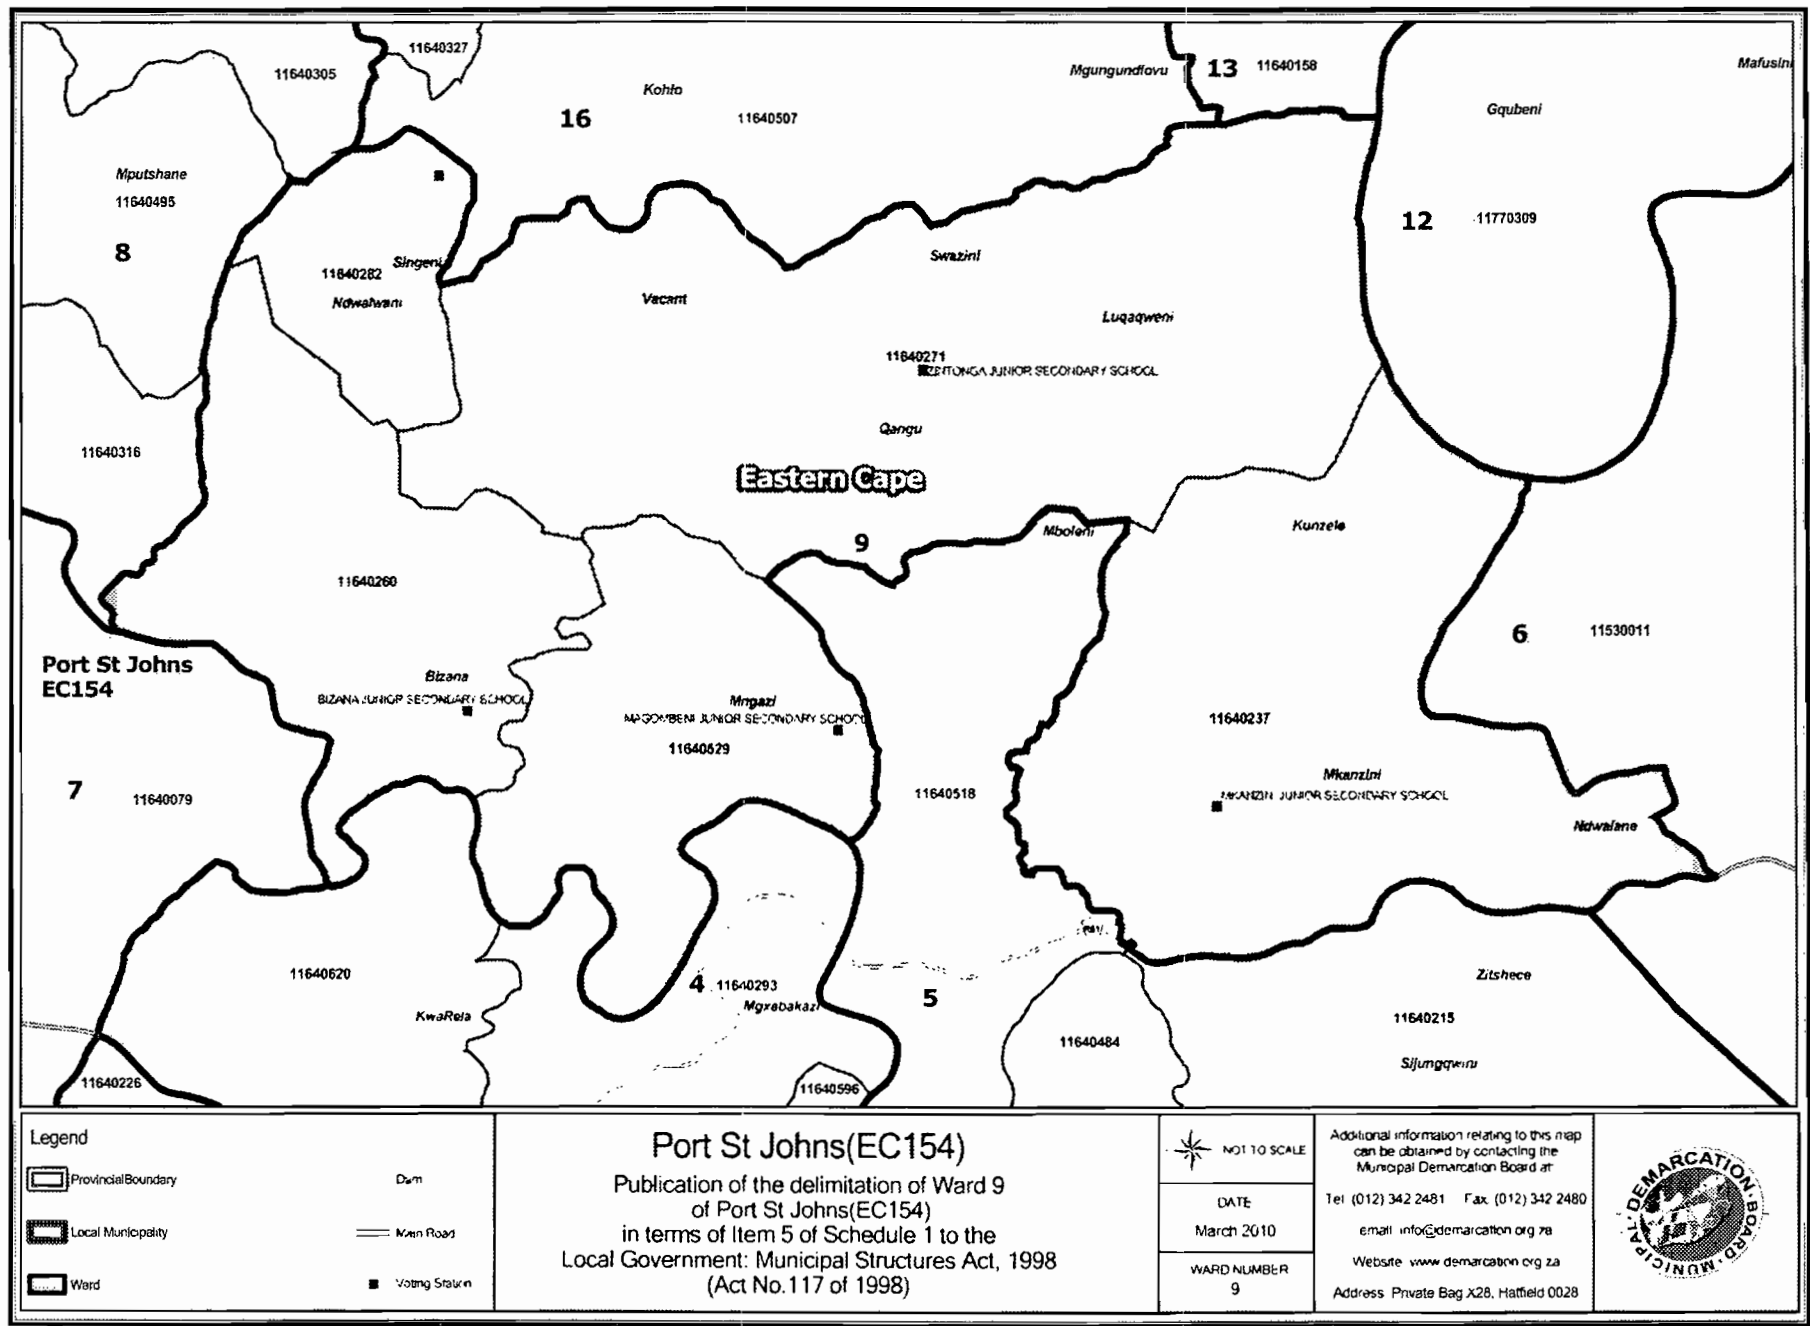 11640327
11640305
Kohlo
16
11640507
Mgungundlovu
13
11640158
Mafusini
Gqubeni
Mputshane
11640495
8
12
11770309
Singeni
11640282
Ndwalwani
Swazini
Vacant
Luqaqweni
11640271
ZENTONGA JUNIOR SECONDARY SCHOOL
Qangu
11640316
Eastern Cape
Kunzele
Mboleni
9
11640260
6
11530011
Port St Johns
EC154
Bizana
BIZANA JUNIOR SECONDARY SCHOOL
Mngazi
MAGOMBENI JUNIOR SECONDARY SCHOOL
11640529
11640237
7
11640079
11640518
Mkanzini
MKANZINI JUNIOR SECONDARY SCHOOL
Ndwalane
11640620
4
11640293
Mgxabakazi
5
Zitshece
KwaRela
11640215
11640484
Sijungqwini
11640226
11640596
Legend
Provincial Boundary
Dam
Local Municipality
Main Road
Ward
Voting Station
Port St Johns(EC154)
Publication of the delimitation of Ward 9
of Port St Johns(EC154)
in terms of Item 5 of Schedule 1 to the
Local Government: Municipal Structures Act, 1998
(Act No.117 of 1998)
NOT TO SCALE
DATE
March 2010
WARD NUMBER
9
Additional information relating to this map
can be obtained by contacting the
Municipal Demarcation Board at
Tel (012) 342 2481 Fax (012) 342 2480
email info@demarcation org za
Website www demarcation org za
Address Private Bag X28, Hatfield 0028
MUNICIPAL DEMARCATION BOARD